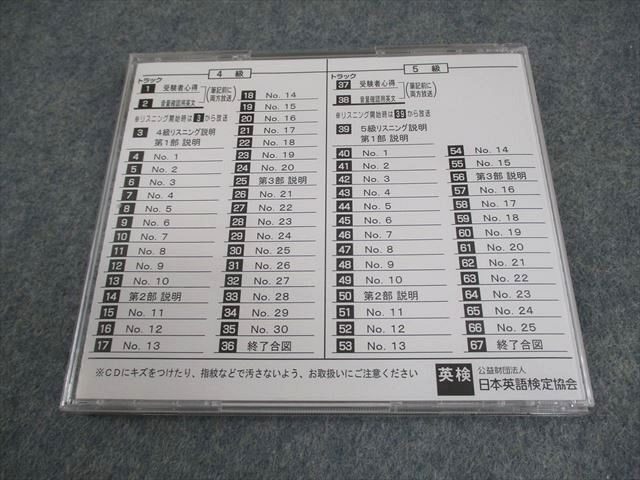 4 級
トラック
1 受験者心得
2 音量確認用英文
(筆記前に両方放送)
※リスニング開始時は3から放送
3 4級リスニング説明
第1部 説明
4 No. 1
5 No. 2
6 No. 3
7 No. 4
8 No. 5
9 No. 6
10 No. 7
11 No. 8
12 No. 9
13 No. 10
14 第2部 説明
15 No. 11
16 No. 12
17 No. 13
18 No. 14
19 No. 15
20 No. 16
21 No. 17
22 No. 18
23 No. 19
24 No. 20
25 第3部 説明
26 No. 21
27 No. 22
28 No. 23
29 No. 24
30 No. 25
31 No. 26
32 No. 27
33 No. 28
34 No. 29
35 No. 30
36 終了合図
5 級
トラック
37 受験者心得
38 音量確認用英文
(筆記前に両方放送)
※リスニング開始時は39から放送
39 5級リスニング説明
第1部 説明
40 No. 1
41 No. 2
42 No. 3
43 No. 4
44 No. 5
45 No. 6
46 No. 7
47 No. 8
48 No. 9
49 No. 10
50 第2部 説明
51 No. 11
52 No. 12
53 No. 13
54 No. 14
55 No. 15
56 第3部 説明
57 No. 16
58 No. 17
59 No. 18
60 No. 19
61 No. 20
62 No. 21
63 No. 22
64 No. 23
65 No. 24
66 No. 25
67 終了合図
※CDにキズをつけたり、指紋などで汚さないよう、お取扱いにご注意ください
英検
公益財団法人
日本英語検定協会